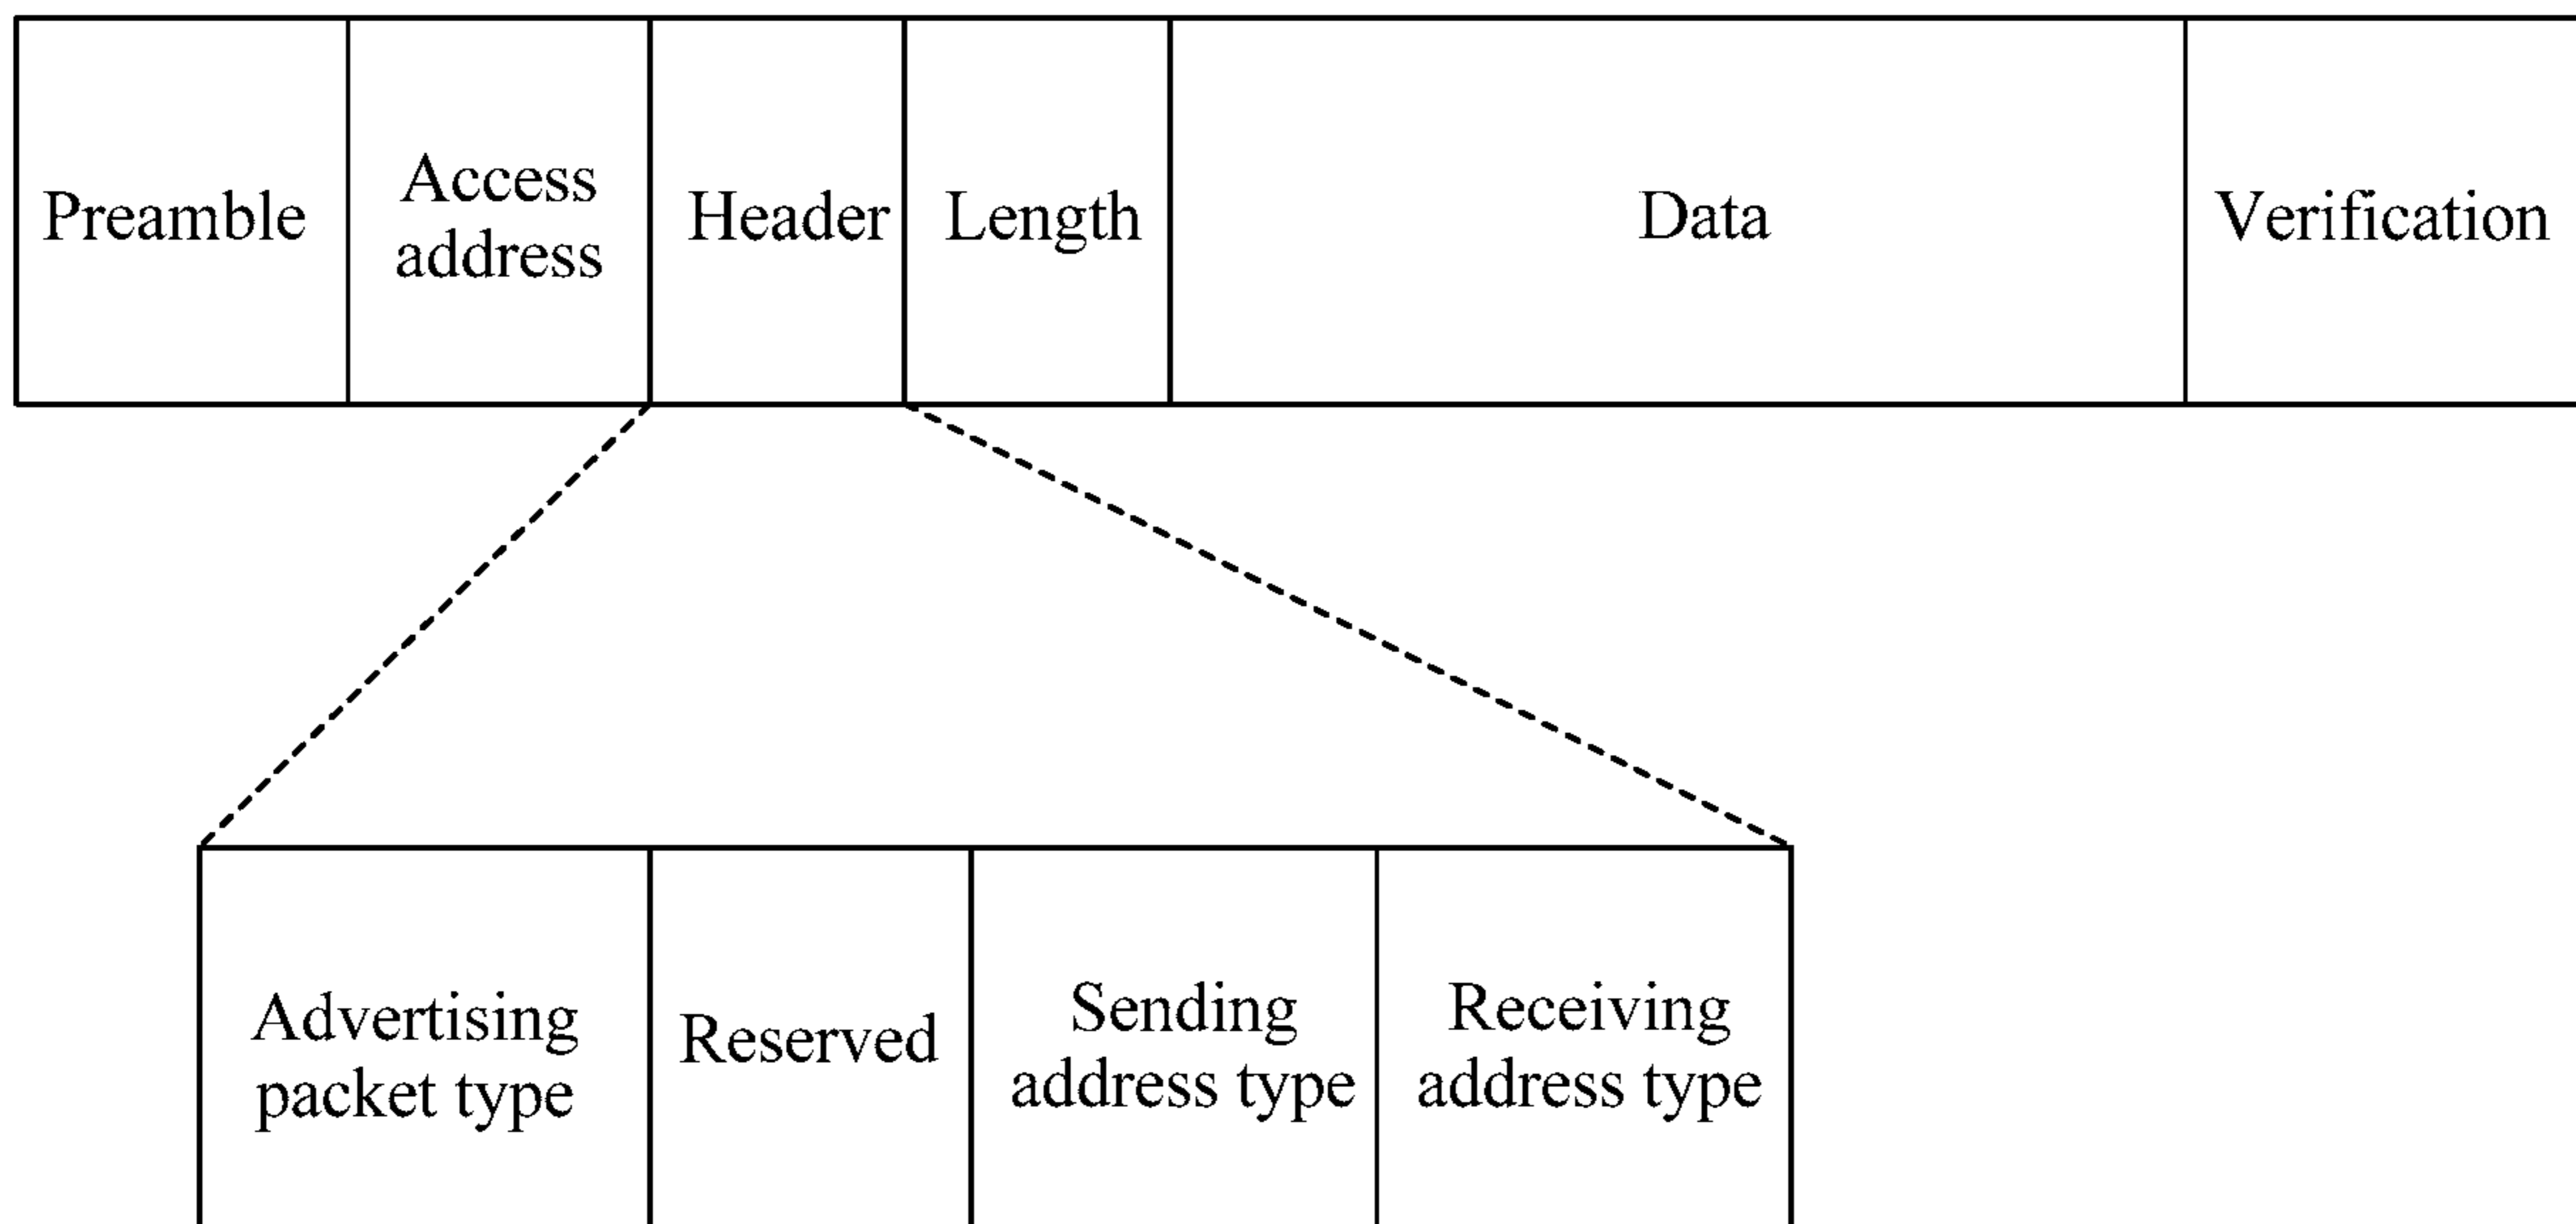 Preamble
Access
address
Header
Length
Data
Verification
Advertising
packet type
Reserved
Sending
address type
Receiving
address type